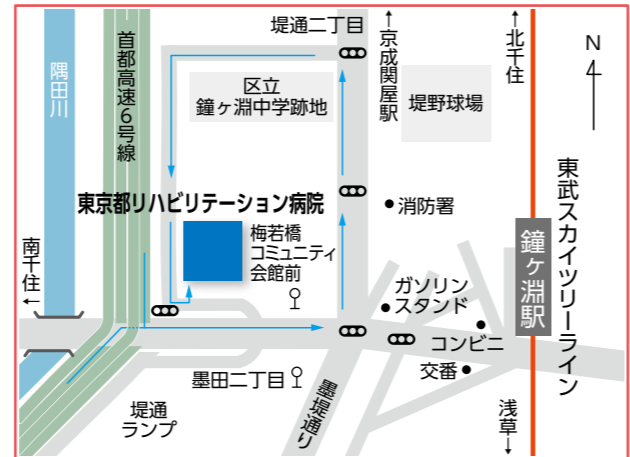 堤通二丁目
↑京成関屋駅
↑北千住
N
首都高速6号線
隅田川
区立
鐘ヶ淵中学跡地
堤野球場
東武スカイツリーライン
東京都リハビリテーション病院
消防署
梅若橋
コミュニティ
会館前
鐘ヶ淵駅
南千住↑
ガソリン
スタンド
コンビニ
交番
墨田二丁目
墨堤通り
堤通
ランプ
浅草↓